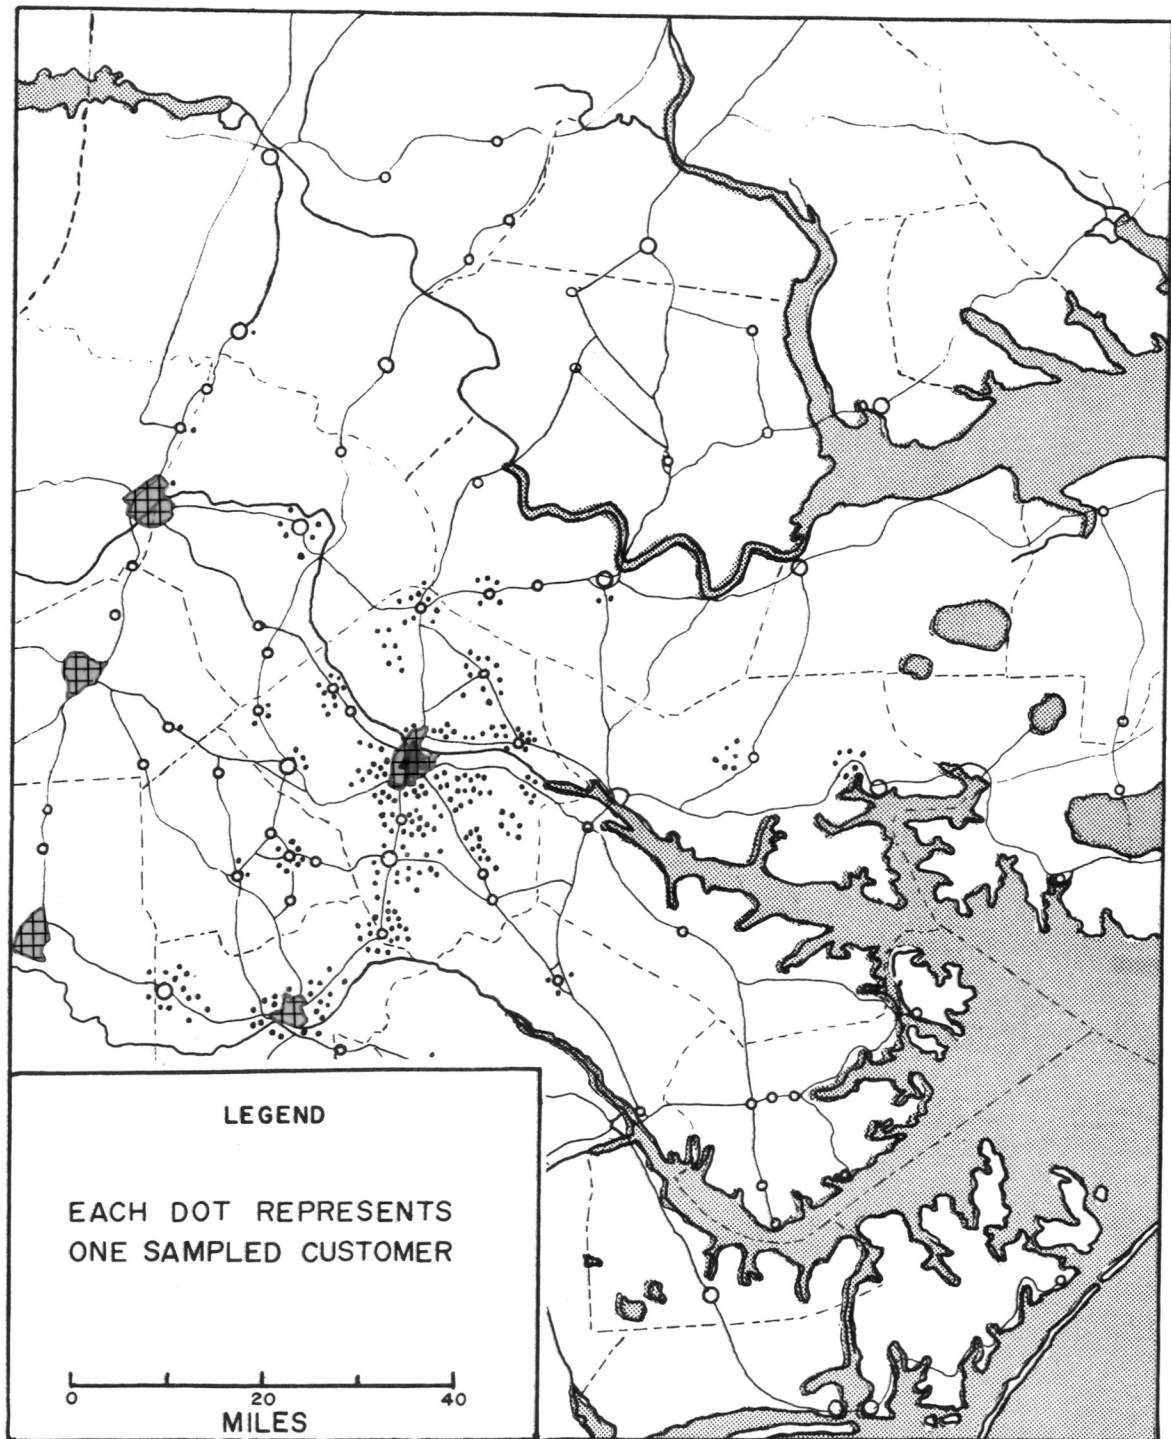 LEGEND
EACH DOT REPRESENTS
ONE SAMPLED CUSTOMER
0 20 40
MILES